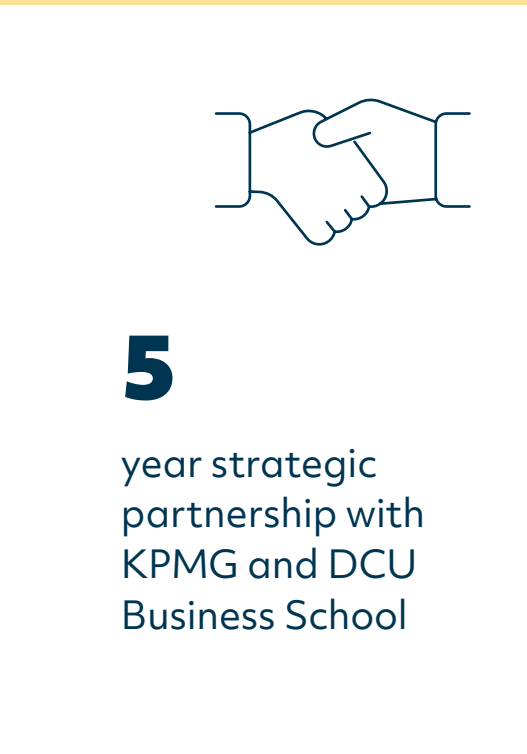 5
year strategic
partnership with
KPMG and DCU
Business School